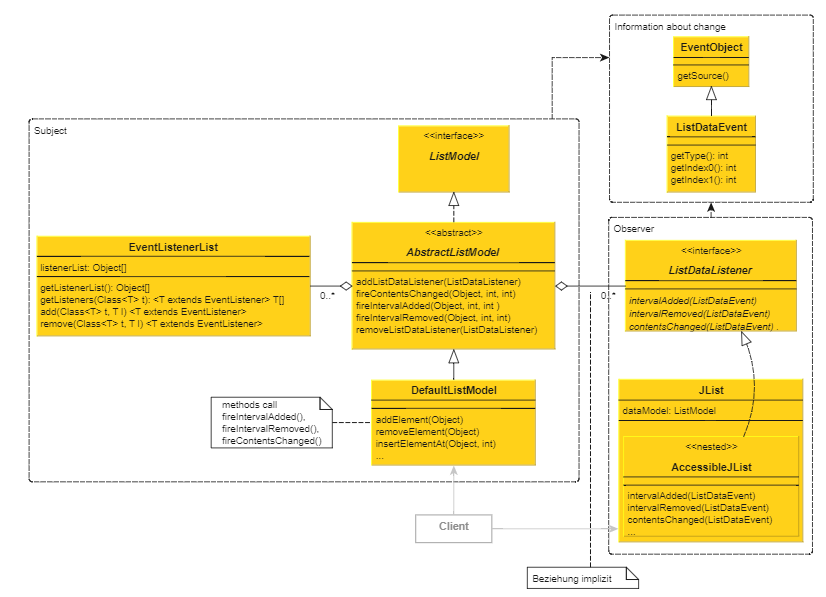 Information about change
EventObject
getSource()
ListDataEvent
getType(): int
getIndex0(): int
getIndex1(): int
Subject
<<interface>>
ListModel
EventListenerList
listenerList: Object[]
getListenerList(): Object[]
getListeners(Class<T> t): <T extends EventListener> T[]
add(Class<T> t, T l) <T extends EventListener>
remove(Class<T> t, T l) <T extends EventListener>
0..*
<<abstract>>
AbstractListModel
addListDataListener(ListDataListener)
fireContentsChanged(Object, int, int)
fireIntervalAdded(Object, int, int )
fireIntervalRemoved(Object, int, int)
removeListDataListener(ListDataListener)
0..*
Observer
<<interface>>
ListDataListener
intervalAdded(ListDataEvent)
intervalRemoved(ListDataEvent)
contentsChanged(ListDataEvent) .
methods call
fireIntervalAdded(),
fireIntervalRemoved(),
fireContentsChanged()
DefaultListModel
addElement(Object)
removeElement(Object)
insertElementAt(Object, int)
...
JList
dataModel: ListModel
<<nested>>
AccessibleJList
intervalAdded(ListDataEvent)
intervalRemoved(ListDataEvent)
contentsChanged(ListDataEvent)
...
Client
Beziehung implizit